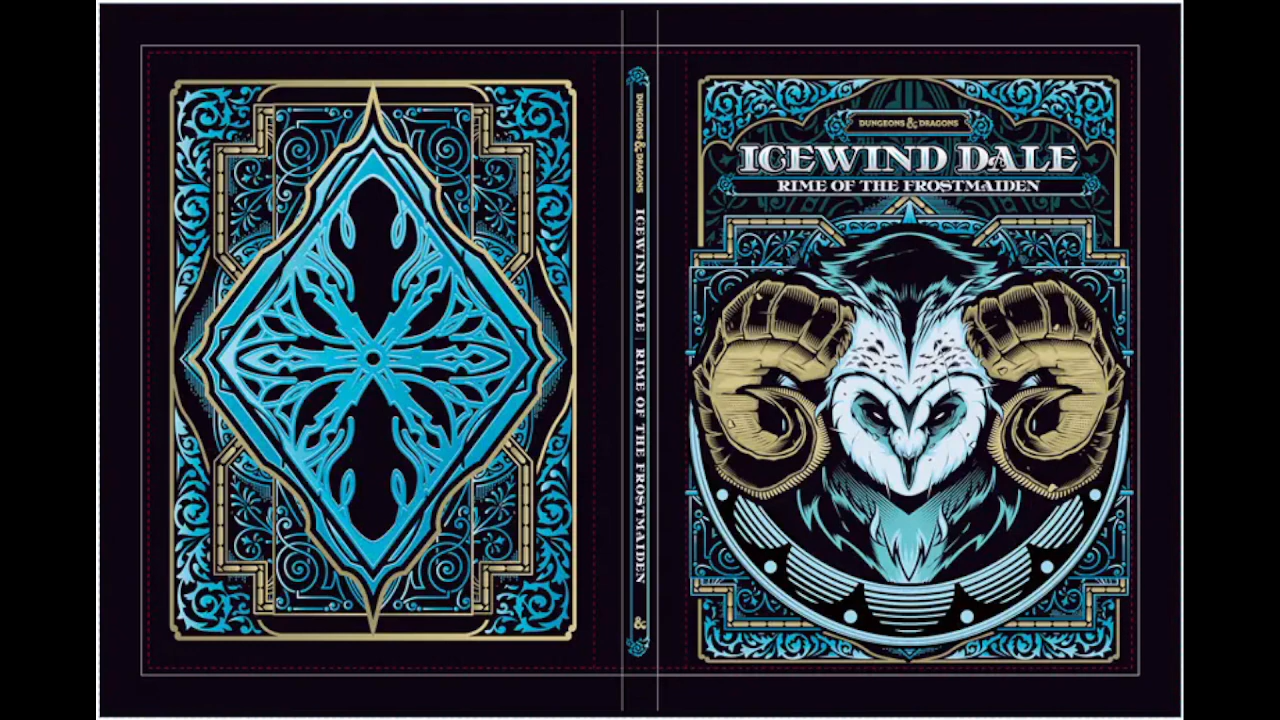 DUNGEONS & DRAGONS
ICEWIND DALE | RIME OF THE FROSTMAIDEN
&
DUNGEONS & DRAGONS
ICEWIND DALE
RIME OF THE FROSTMAIDEN